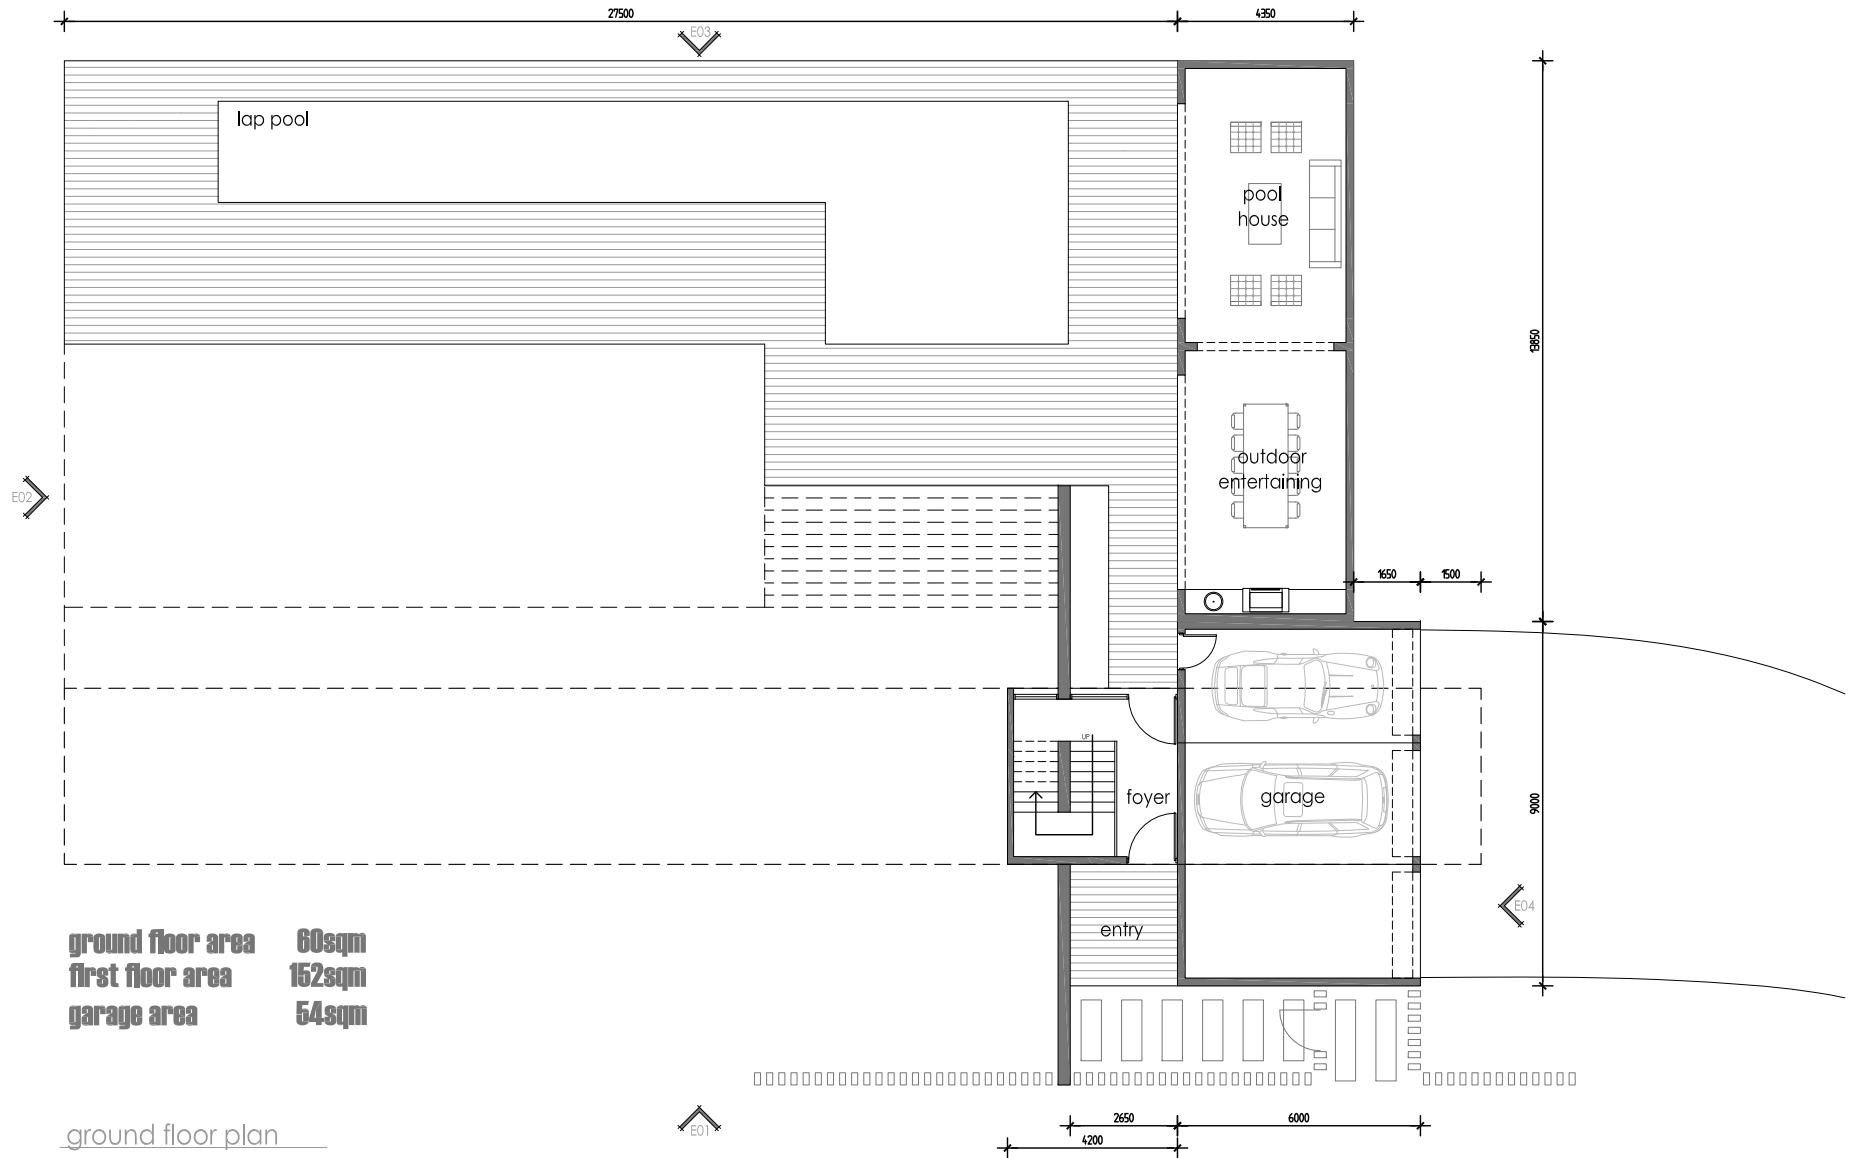 27500
4350
E03
lap pool
pool
house
13850
outdoor
entertaining
E02
1650
1500
UP
foyer
garage
9000
E04
entry
ground floor area 60sqm
first floor area 152sqm
garage area 54sqm
2650
6000
4200
E01
ground floor plan